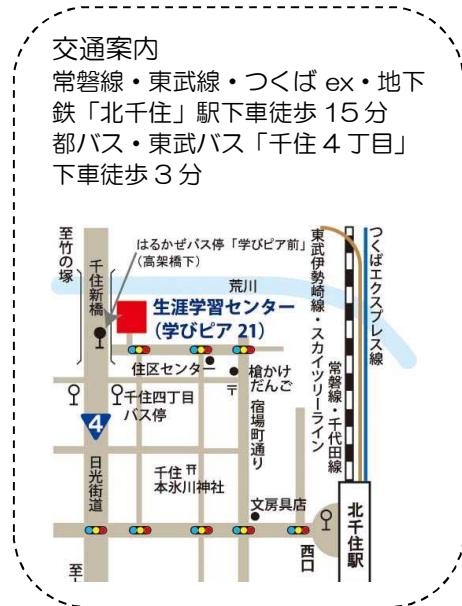 交通案内
常磐線・東武線・つくば ex・地下
鉄「北千住」駅下車徒歩 15 分
都バス・東武バス「千住 4 丁目」
下車徒歩 3 分
至竹の塚
千住新橋
はるかぜバス停「学びピア前」
(高架橋下)
荒川
生涯学習センター
(学びピア 21)
東武伊勢崎線・スカイツリーライン
つくばエクスプレス線
常磐線・千代田線
住区センター
槍かけ
だんご
〒
千住四丁目
バス停
4
宿場町通り
日光街道
千住
本氷川神社
文房具店
北千住駅
西口
至